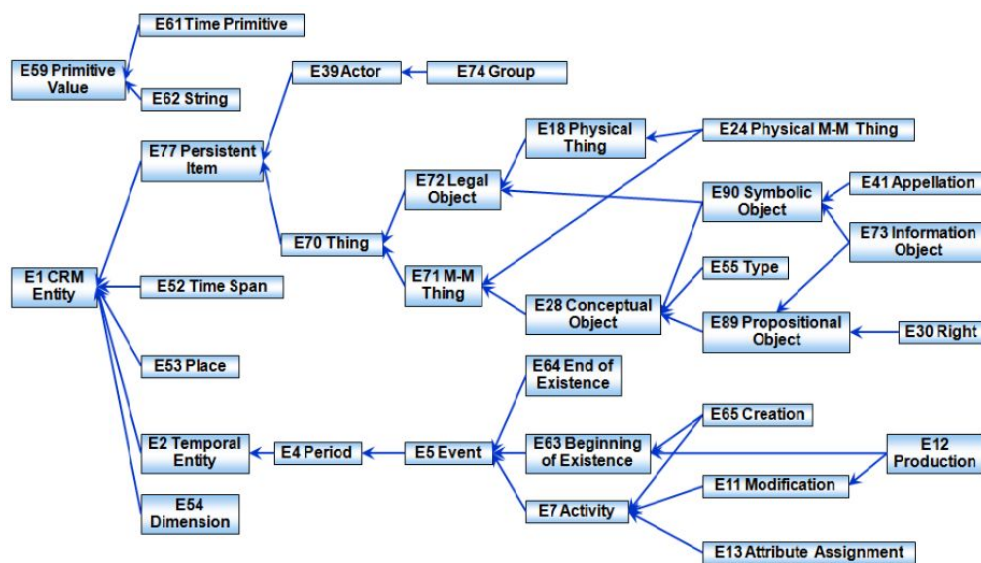 E61 Time Primitive
E59 Primitive
Value
E62 String
E39 Actor
E74 Group
E77 Persistent
Item
E18 Physical
Thing
E24 Physical M-M Thing
E72 Legal
Object
E90 Symbolic
Object
E41 Appellation
E70 Thing
E73 Information
Object
E1 CRM
Entity
E52 Time Span
E71 M-M
Thing
E55 Type
E28 Conceptual
Object
E89 Propositional
Object
E30 Right
E53 Place
E64 End of
Existence
E2 Temporal
Entity
E4 Period
E5 Event
E63 Beginning
of Existence
E65 Creation
E12
Production
E11 Modification
E54
Dimension
E7 Activity
E13 Attribute Assignment